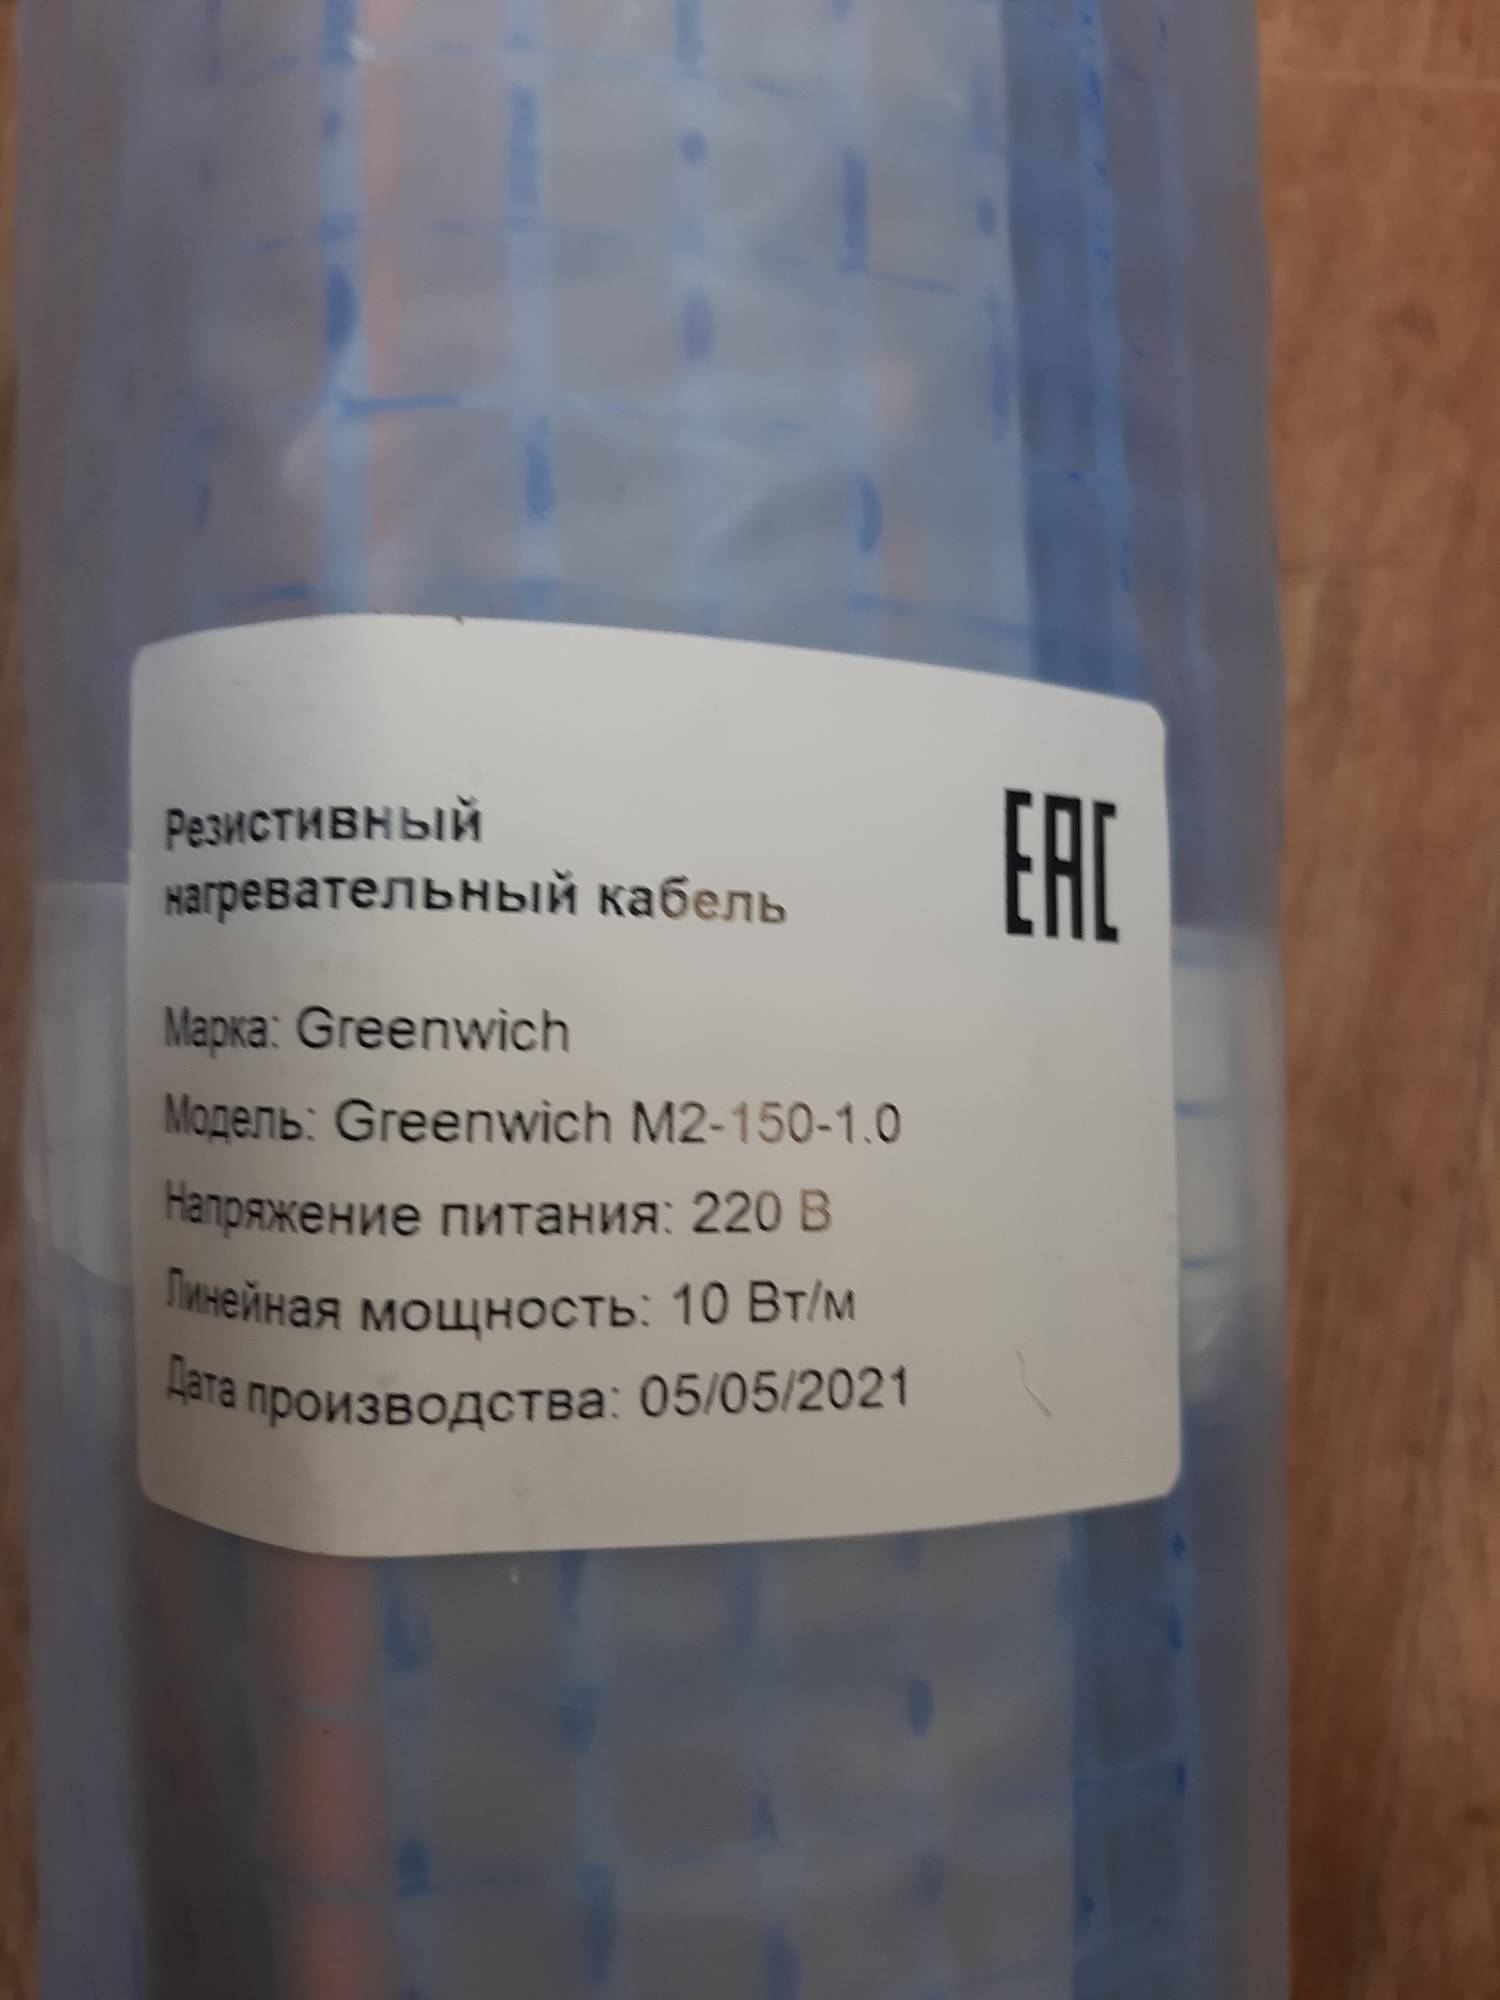 Резистивный
нагревательный кабель
EAC
Марка: Greenwich
Модель: Greenwich M2-150-1.0
Напряжение питания: 220 В
Линейная мощность: 10 Вт/м
Дата производства: 05/05/2021